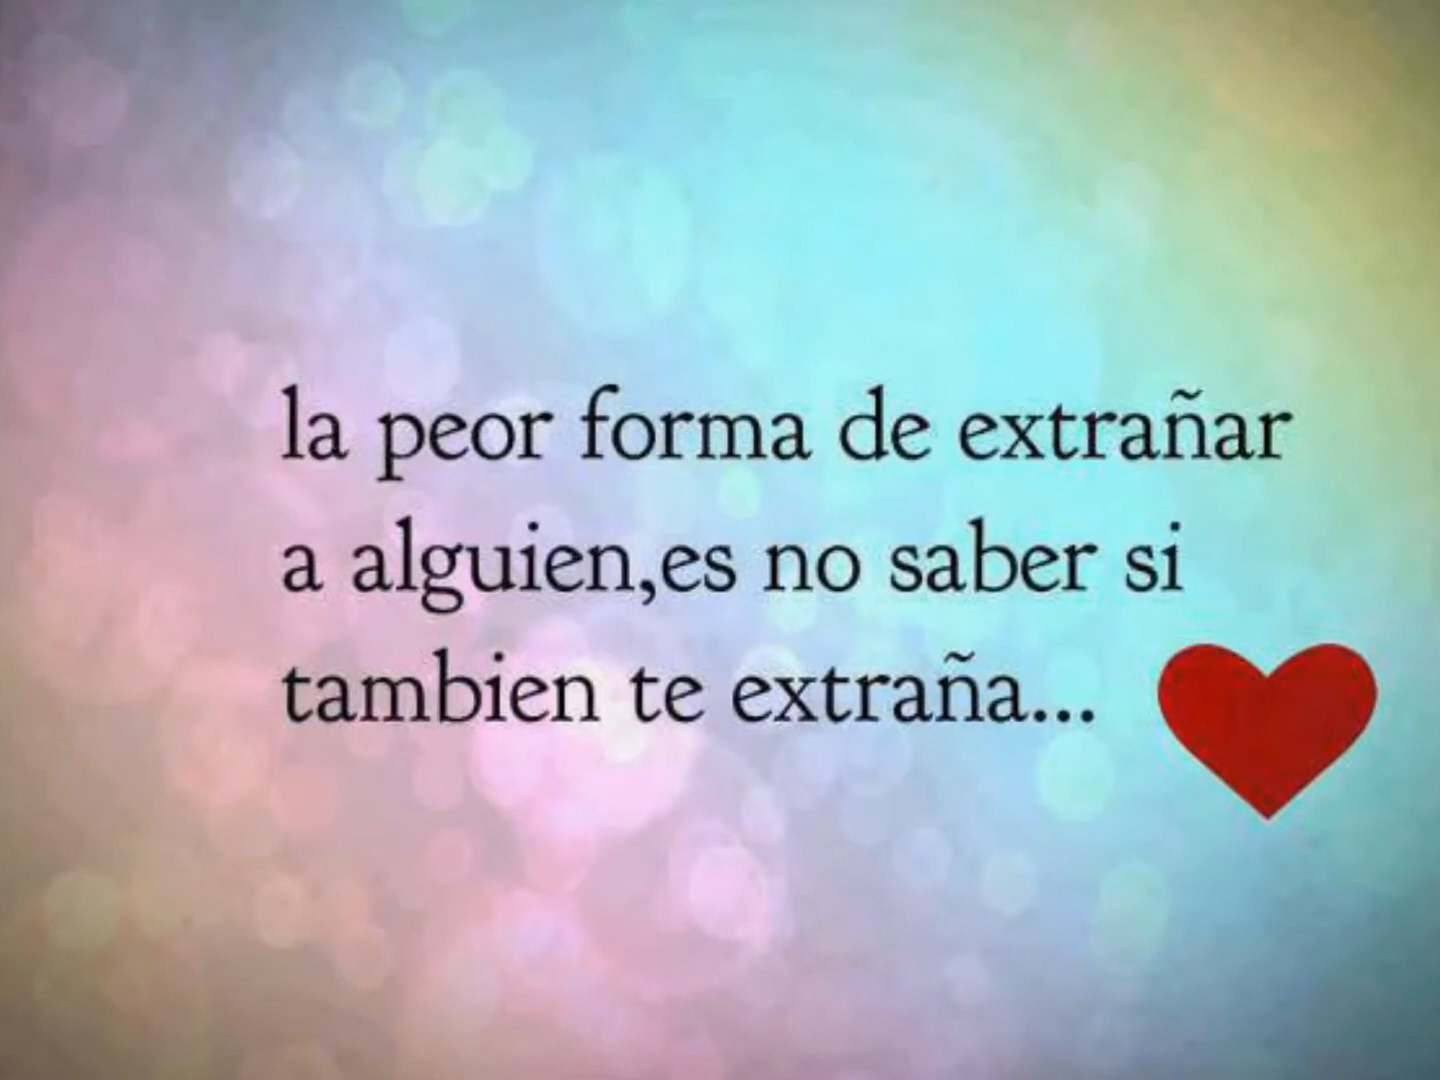 la peor forma de extrañar
a alguien,es no saber si
tambien te extraña...